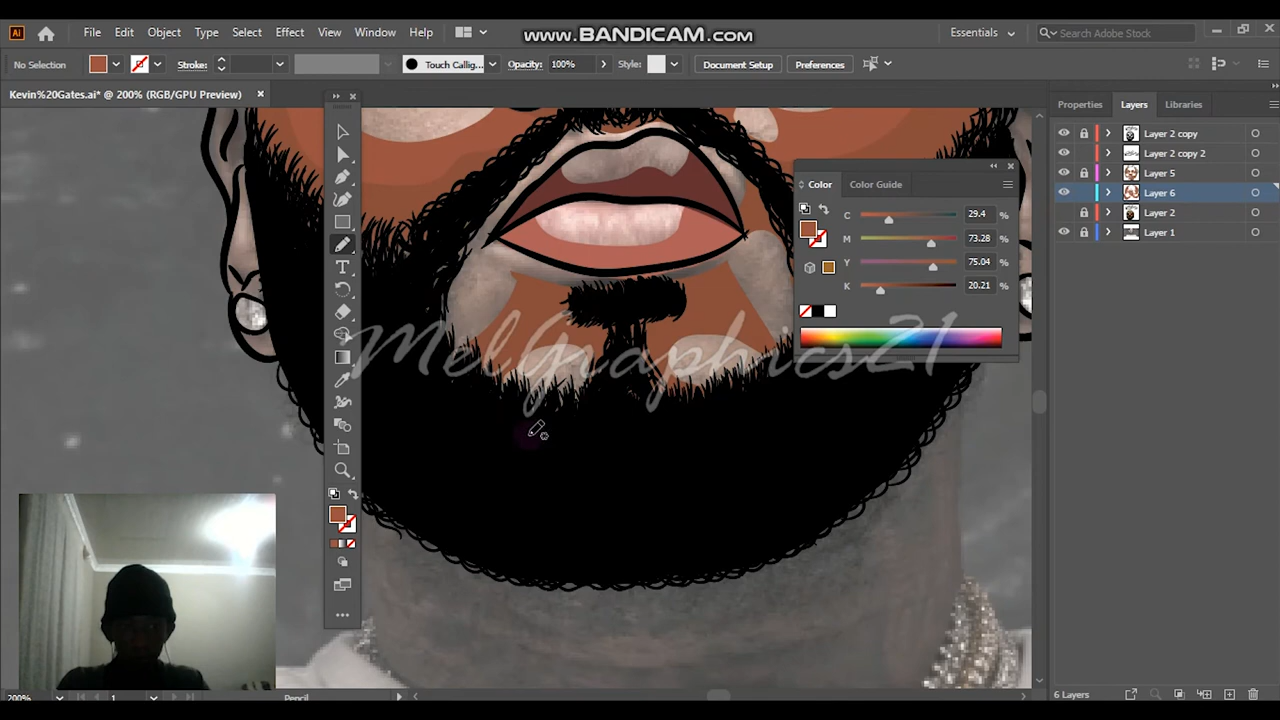 www.BANDICAM.com
Ai File Edit Object Type Select Effect View Window Help Essentials Search Adobe Stock
No Selection Stroke: Touch Callig... Opacity: 100% Style: Document Setup Preferences
Kevin%20Gates.ai* @ 200% (RGB/GPU Preview)
Properties Layers Libraries
Layer 2 copy
Layer 2 copy 2
Layer 5
Layer 6
Layer 2
Layer 1
Color Color Guide
C 29.4 %
M 73.28 %
Y 75.04 %
K 20.21 %
MelGraphics21
200% 1 Pencil
6 Layers